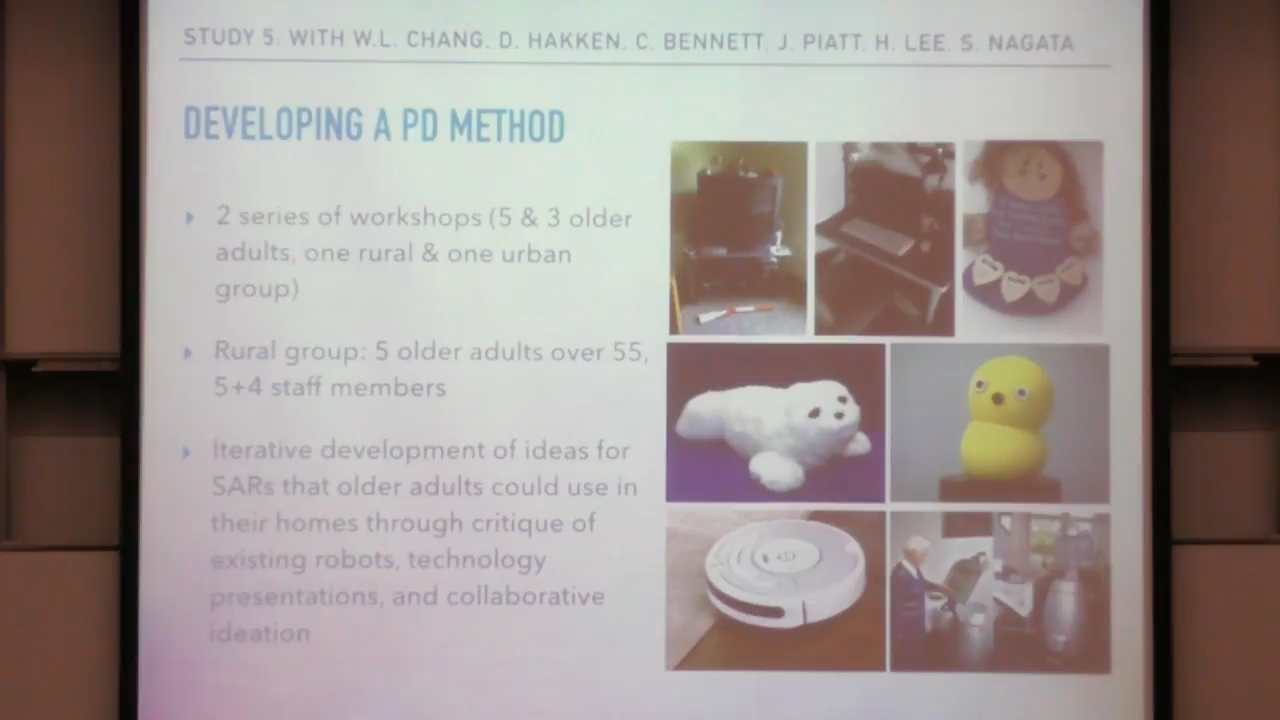 STUDY 5: WITH W.L. CHANG, D. HAKKEN, C. BENNETT, J. PIATT, H. LEE, S. NAGATA
DEVELOPING A PD METHOD
2 series of workshops (5 & 3 older
adults, one rural & one urban
group)
Rural group: 5 older adults over 55,
5+4 staff members
Iterative development of ideas for
SARs that older adults could use in
their homes through critique of
existing robots, technology
presentations, and collaborative
ideation